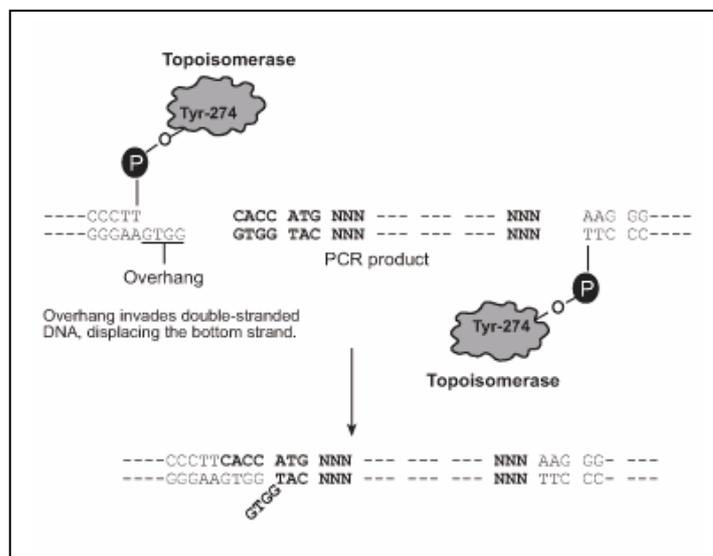 Topoisomerase
Tyr-274
O
P
----CCCTT CACC ATG NNN --- --- --- --- NNN AAG GG----
----GGGAAGTGG GTGG TAC NNN --- --- --- --- NNN TTC CC----
PCR product
Overhang
P
O
Overhang invades double-stranded
DNA, displacing the bottom strand.
Tyr-274
Topoisomerase
----CCCTTCACC ATG NNN --- --- --- --- NNN AAG GG- ---
----GGGAAGTGG TAC NNN --- --- --- --- NNN TTC CC- ---
GTGG